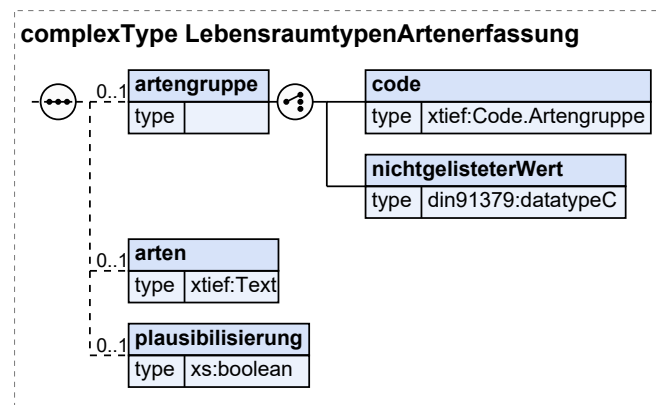 complexType LebensraumtypenArtenerfassung
0..1 artengruppe
type
code
type xtief:Code.Artengruppe
nichtgelisteterWert
type din91379:datatypeC
0..1 arten
type xtief:Text
0..1 plausibilisierung
type xs:boolean